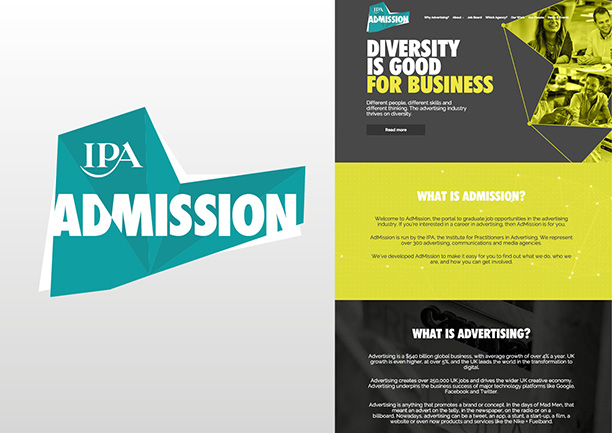 IPA
ADMISSION
IPA
ADMISSION
Why Advertising? About Job Board Which Agency? Our Work
DIVERSITY
IS GOOD
FOR BUSINESS
Different people, different skills and
different thinking. The advertising industry
thrives on diversity.
Read more
WHAT IS ADMISSION?
Welcome to AdMission, the portal to graduate job opportunities in the advertising
industry. If you're interested in a career in advertising, then AdMission is for you.
AdMission is run by the IPA, the Institute for Practitioners in Advertising. We represent
over 300 advertising, communications and media agencies.
We've developed AdMission to make it easy for you to find out what we do, who we
are, and how you can get involved.
WHAT IS ADVERTISING?
Advertising is a $540 billion global business, with average growth of over 4% a year. UK
growth is even higher, at over 5%, and the UK leads the world in the transformation to
digital.
Advertising creates over 250,000 UK jobs and drives the wider UK creative economy.
Advertising underpins the business success of major technology platforms like Google,
Facebook and Twitter.
Advertising is anything that promotes a brand or concept. In the days of Mad Men, that
meant an advert on the telly, in the newspaper, on the radio or on a
billboard. Nowadays, advertising can be a tweet, an app, a stunt, a start-up, a film, a
website or even now products and services like the Nike + Fuelband.